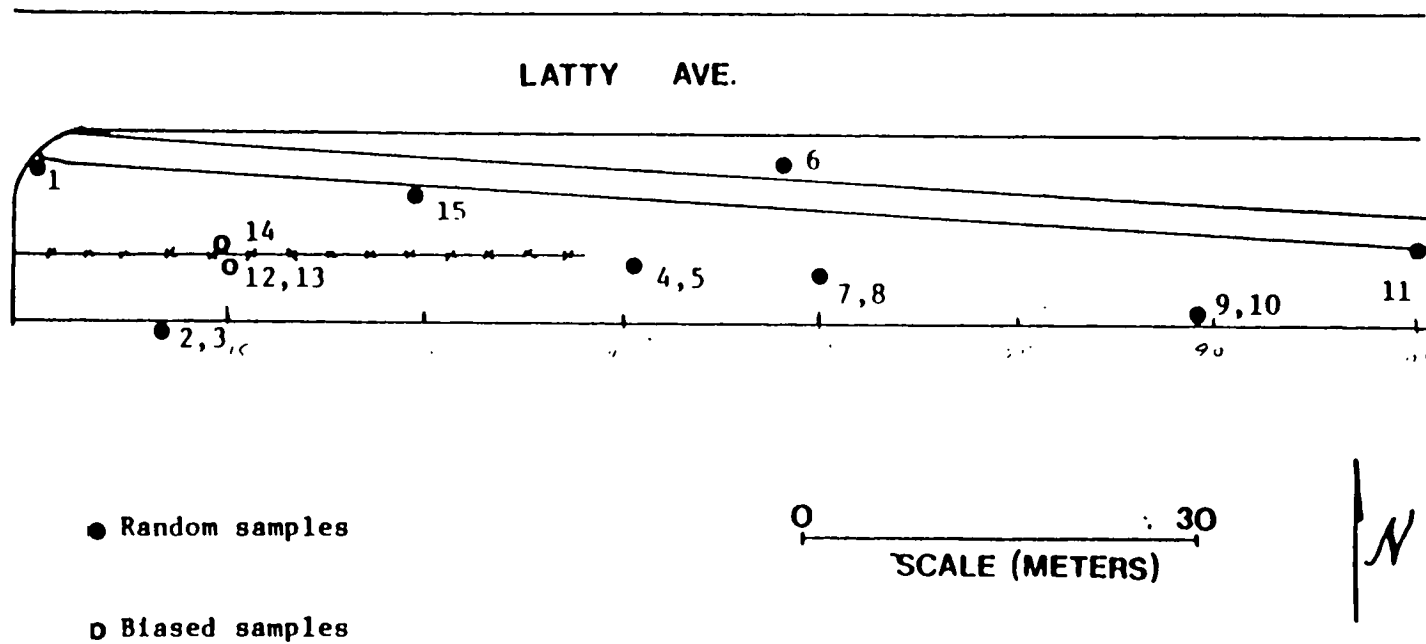 LATTY AVE.
6
1
15
14
12,13
4,5
7,8
11
9,10
2,3
90
0 30
SCALE (METERS)
N
Random samples
Biased samples